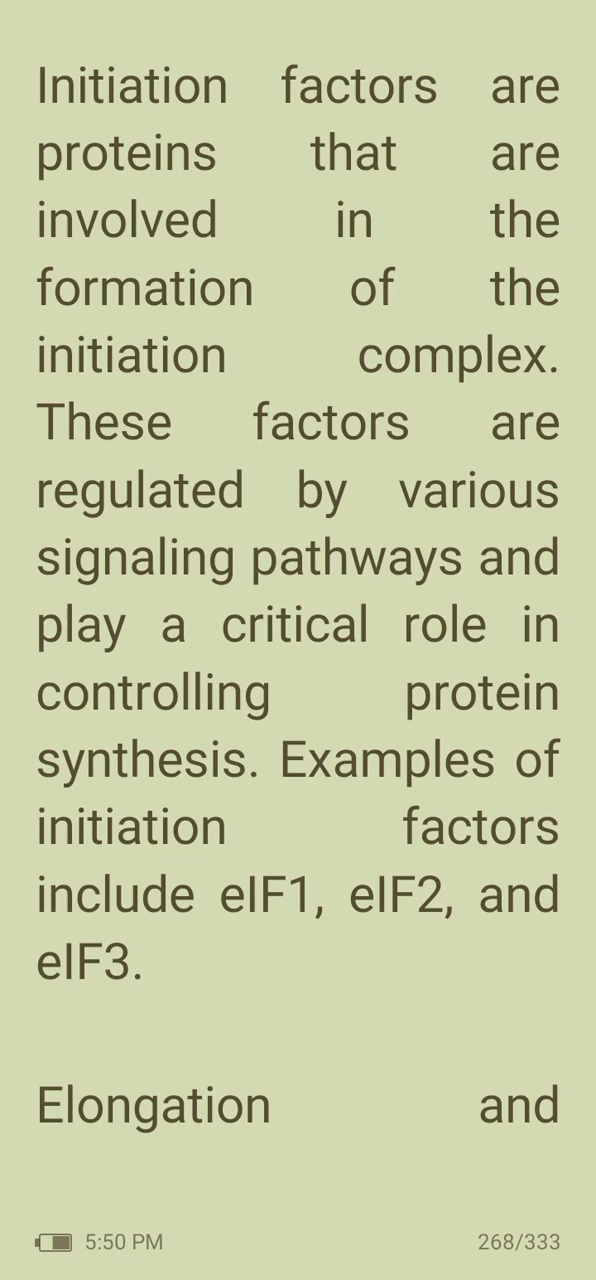 Initiation factors are
proteins that are
involved in the
formation of the
initiation complex.
These factors are
regulated by various
signaling pathways and
play a critical role in
controlling protein
synthesis. Examples of
initiation factors
include eIF1, eIF2, and
eIF3.
Elongation and
5:50 PM 268/333